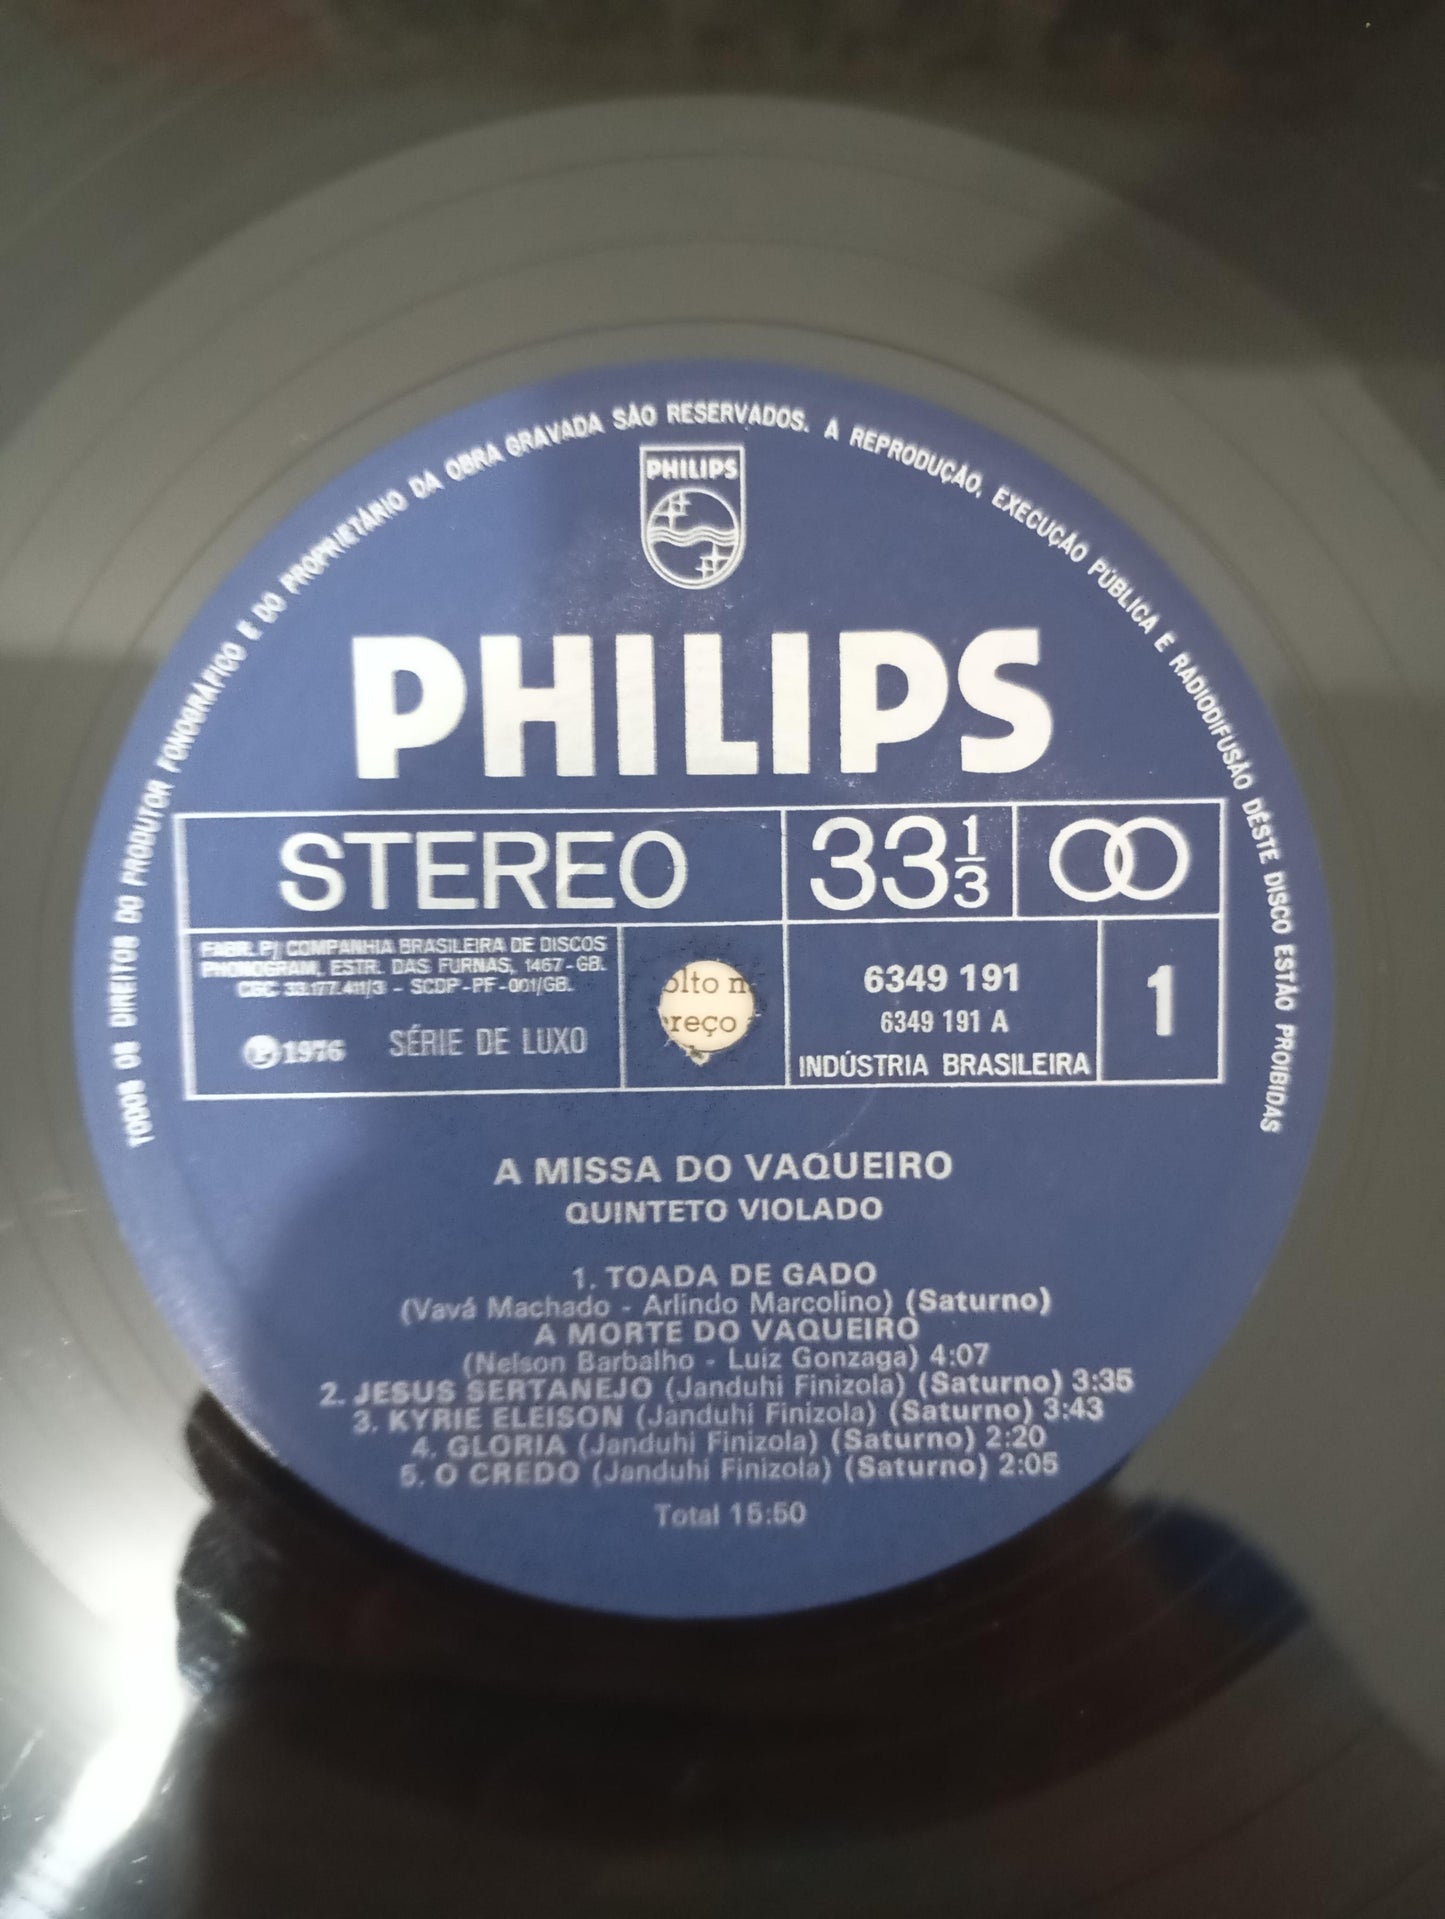 TODOS OS DIREITOS DO PRODUTOR FONOGRÁFICO E DO PROPRIETÁRIO DA OBRA GRAVADA SÃO RESERVADOS. A REPRODUÇÃO, EXECUÇÃO PÚBLICA E RADIODIFUSÃO DESTE DISCO ESTÃO PROIBIDAS
PHILIPS
PHILIPS
STEREO
33 1/3
FABR. P/ COMPANHIA BRASILEIRA DE DISCOS
PHONOGRAM, ESTR. DAS FURNAS, 1467-GB.
CGC 33.177.411/3 - SCDP-PF-001/GB.
Ⓟ 1976 SÉRIE DE LUXO
olto n
reço
6349 191
6349 191 A
INDÚSTRIA BRASILEIRA
1
A MISSA DO VAQUEIRO
QUINTETO VIOLADO
1. TOADA DE GADO
(Vavá Machado - Arlindo Marcolino) (Saturno)
A MORTE DO VAQUEIRO
(Nelson Barbalho - Luiz Gonzaga) 4:07
2. JESUS SERTANEJO (Janduhi Finizola) (Saturno) 3:35
3. KYRIE ELEISON (Janduhi Finizola) (Saturno) 3:43
4. GLORIA (Janduhi Finizola) (Saturno) 2:20
5. O CREDO (Janduhi Finizola) (Saturno) 2:05
Total 15:50